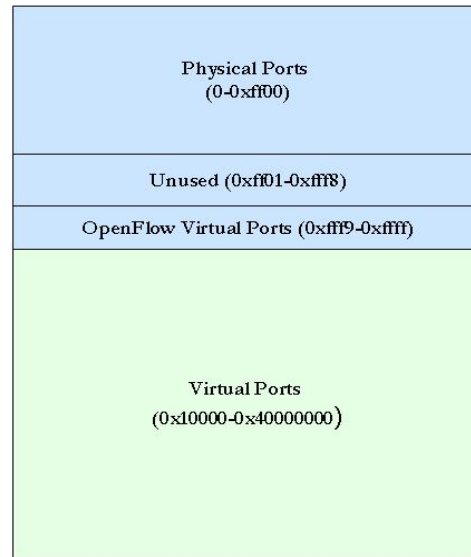 Physical Ports
(0-0xff00)
Unused (0xff01-0xfff8)
OpenFlow Virtual Ports (0xfff9-0xffff)
Virtual Ports
(0x10000-0x40000000)